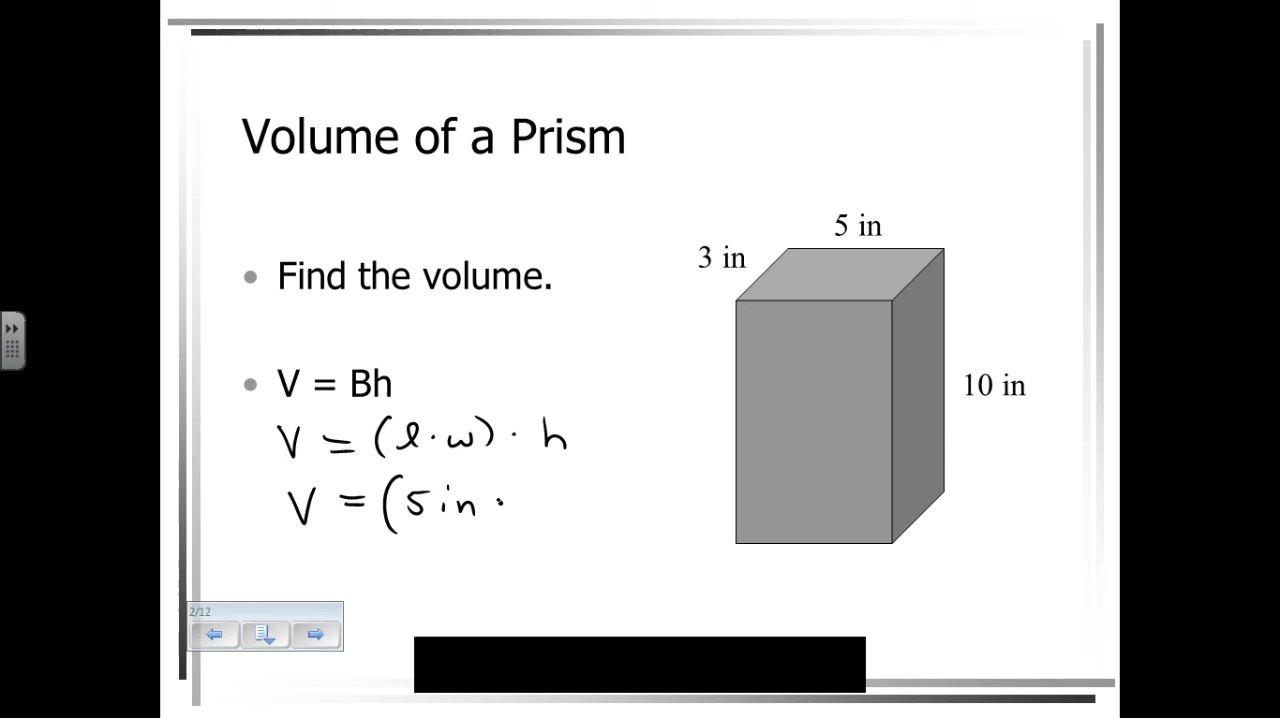 Volume of a Prism
5 in
3 in
• Find the volume.
• V = Bh
10 in
V = (l · w) · h
V = (5 in ·
2/12